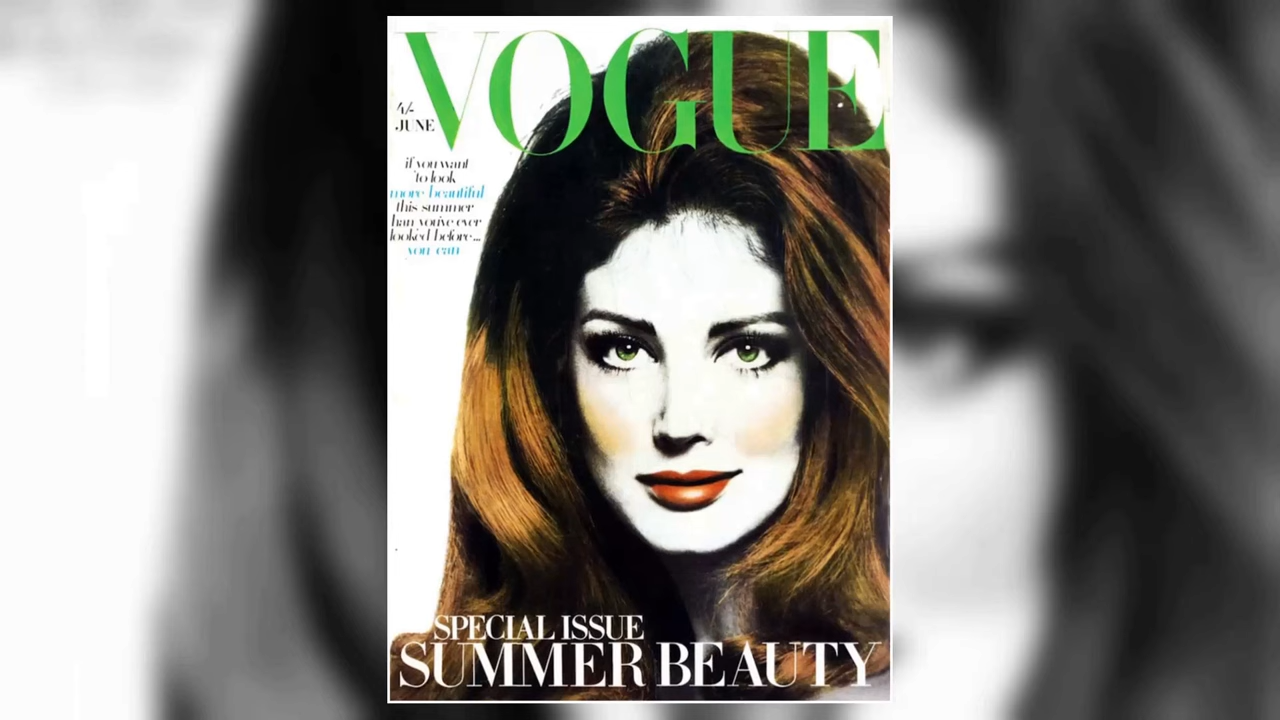 VOGUE
4/-
JUNE
if you want
to look
more beautiful
this summer
han you've ever
looked before...
you can
SPECIAL ISSUE
SUMMER BEAUTY